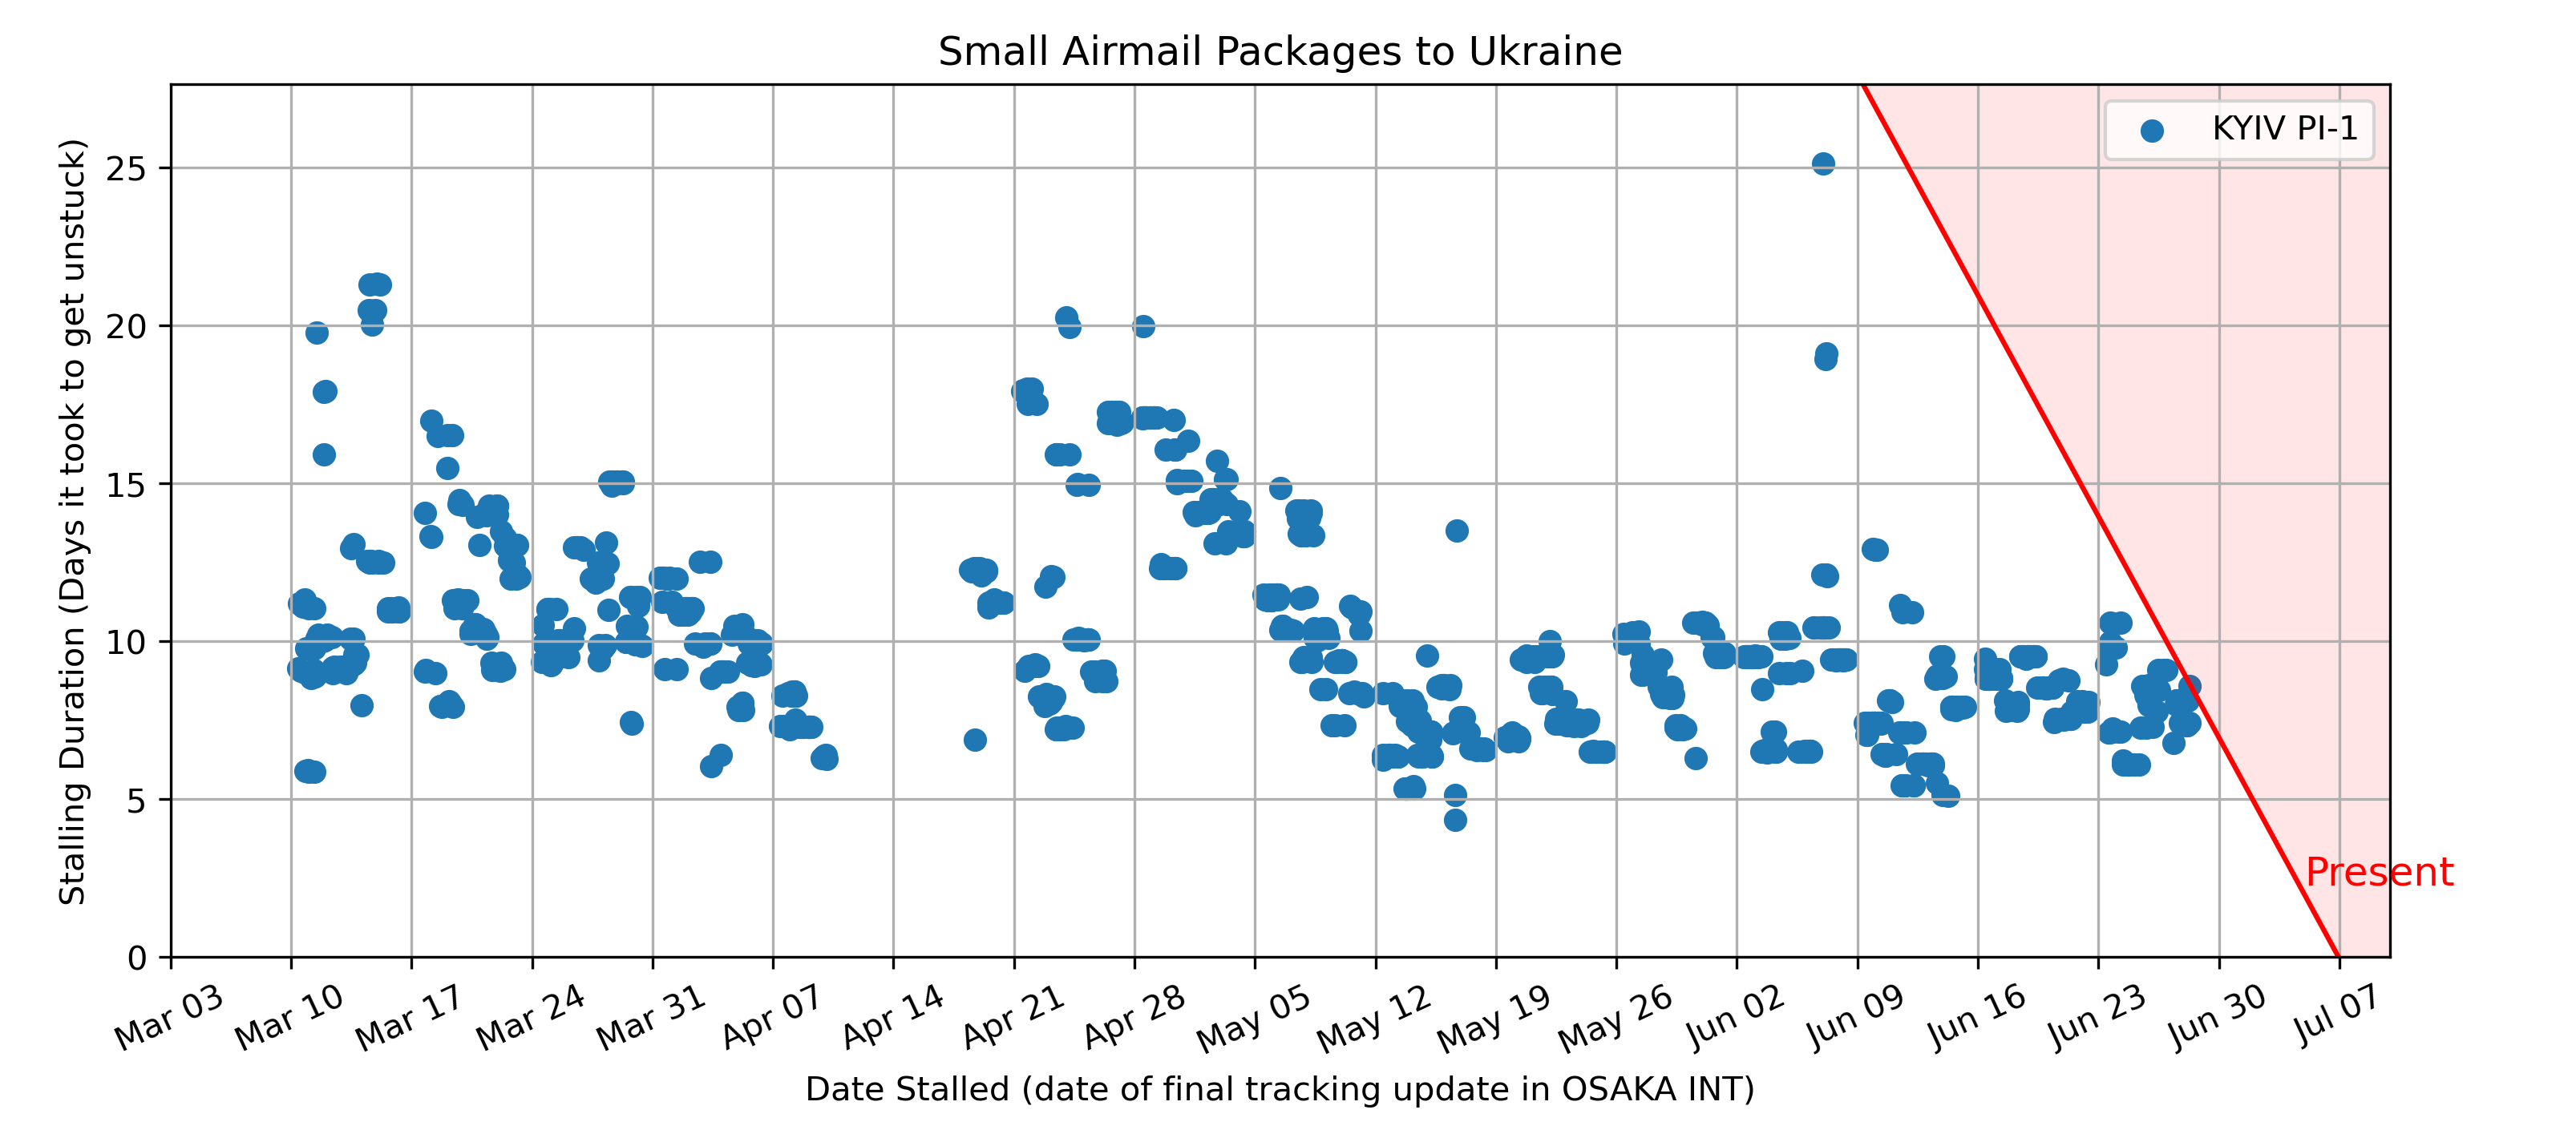 Small Airmail Packages to Ukraine
KYIV PI-1
Stalling Duration (Days it took to get unstuck)
25
20
15
10
5
0
Present
Mar 03
Mar 10
Mar 17
Mar 24
Mar 31
Apr 07
Apr 14
Apr 21
Apr 28
May 05
May 12
May 19
May 26
Jun 02
Jun 09
Jun 16
Jun 23
Jun 30
Jul 07
Date Stalled (date of final tracking update in OSAKA INT)